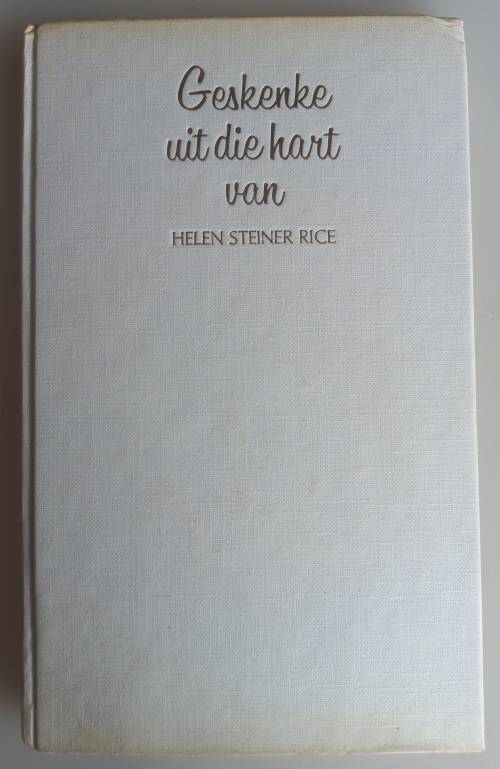 Geskenke
uit die hart
van
HELEN STEINER RICE